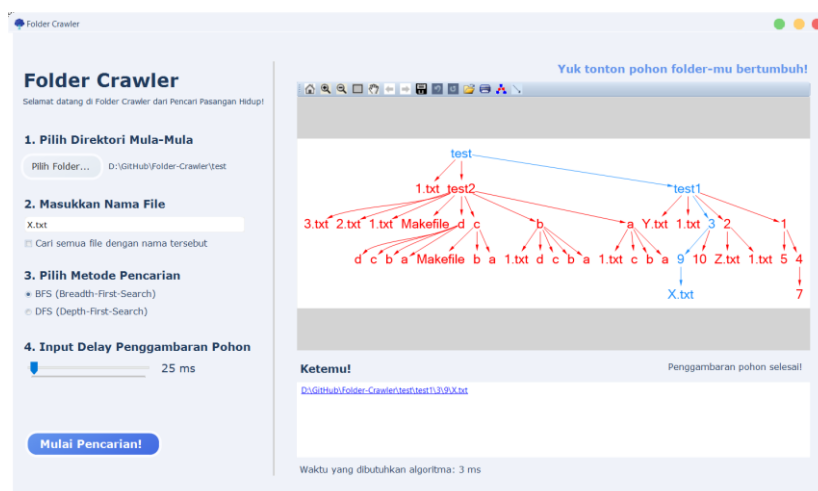 Folder Crawler
Folder Crawler
Selamat datang di Folder Crawler dari Pencari Pasangan Hidup!
1. Pilih Direktori Mula-Mula
Pilih Folder... D:\GitHub\Folder-Crawler\test
2. Masukkan Nama File
X.txt
Cari semua file dengan nama tersebut
3. Pilih Metode Pencarian
BFS (Breadth-First-Search)
DFS (Depth-First-Search)
4. Input Delay Penggambaran Pohon
25 ms
Mulai Pencarian!
Yuk tonton pohon folder-mu bertumbuh!
test
1.txt test2 test1
3.txt 2.txt 1.txt Makefile d c b a Y.txt 1.txt 3 2 1
d c b a Makefile b a 1.txt d c b a 1.txt c b a 9 10 Z.txt 1.txt 5 4
X.txt 7
Ketemu! Penggambaran pohon selesai!
D:\GitHub\Folder-Crawler\test\test1\3\9\X.txt
Waktu yang dibutuhkan algoritma: 3 ms